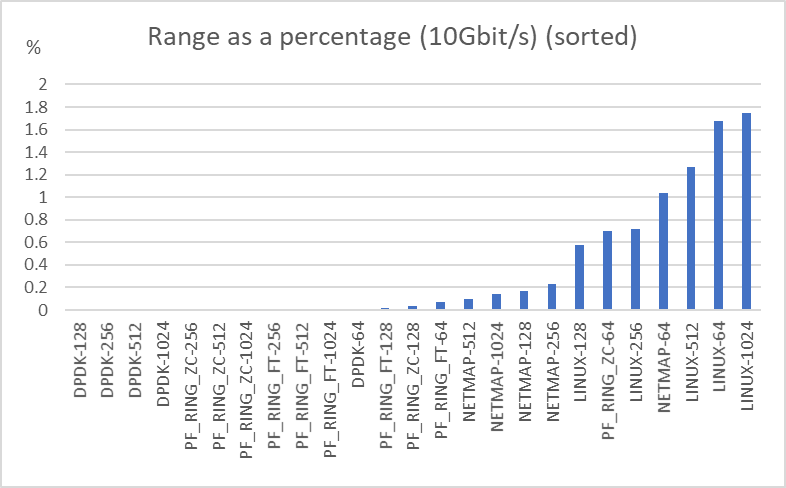 Range as a percentage (10Gbit/s) (sorted)
%
2
1.8
1.6
1.4
1.2
1
0.8
0.6
0.4
0.2
0
DPDK-128
DPDK-256
DPDK-512
DPDK-1024
PF_RING_ZC-256
PF_RING_ZC-512
PF_RING_ZC-1024
PF_RING_FT-256
PF_RING_FT-512
PF_RING_FT-1024
DPDK-64
PF_RING_FT-128
PF_RING_ZC-128
PF_RING_FT-64
NETMAP-512
NETMAP-1024
NETMAP-128
NETMAP-256
LINUX-128
PF_RING_ZC-64
LINUX-256
NETMAP-64
LINUX-512
LINUX-64
LINUX-1024